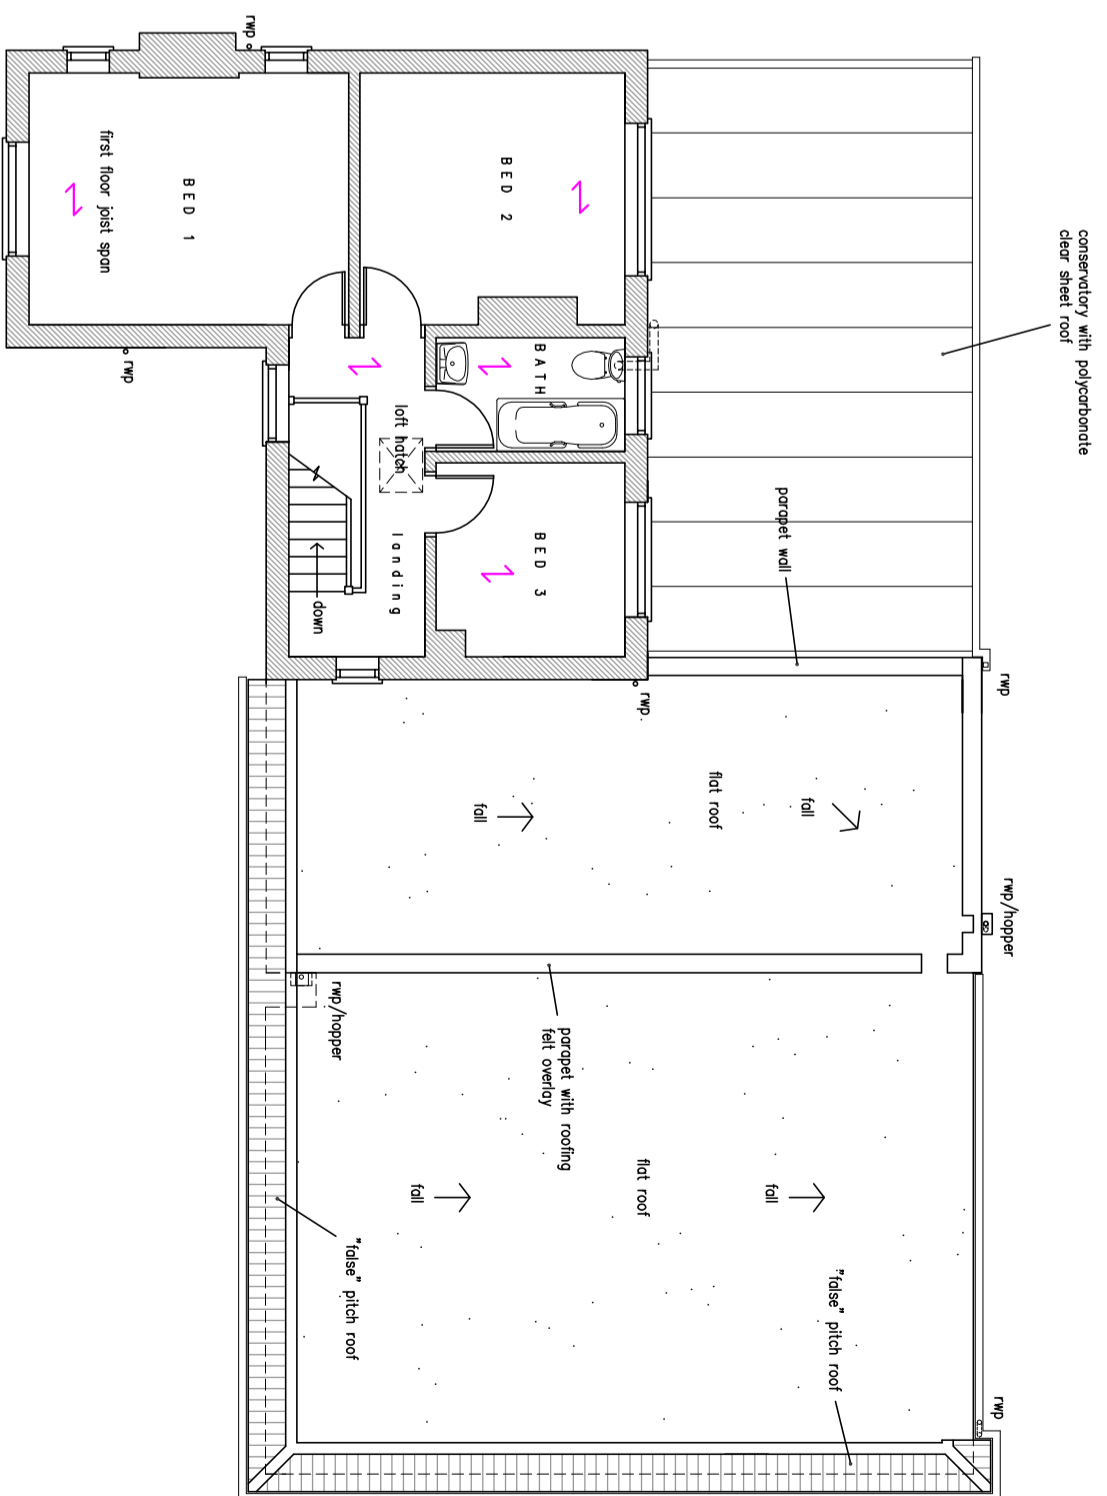 rwp
conservatory with polycarbonate
clear sheet roof
BED 1
first floor joist span
BED 2
rwp
BATH
loft hatch
landing
down
BED 3
parapet wall
rwp
rwp
flat roof
fall
fall
rwp/hopper
rwp/hopper
parapet with roofing
felt overlay
flat roof
fall
fall
"false" pitch roof
"false" pitch roof
rwp